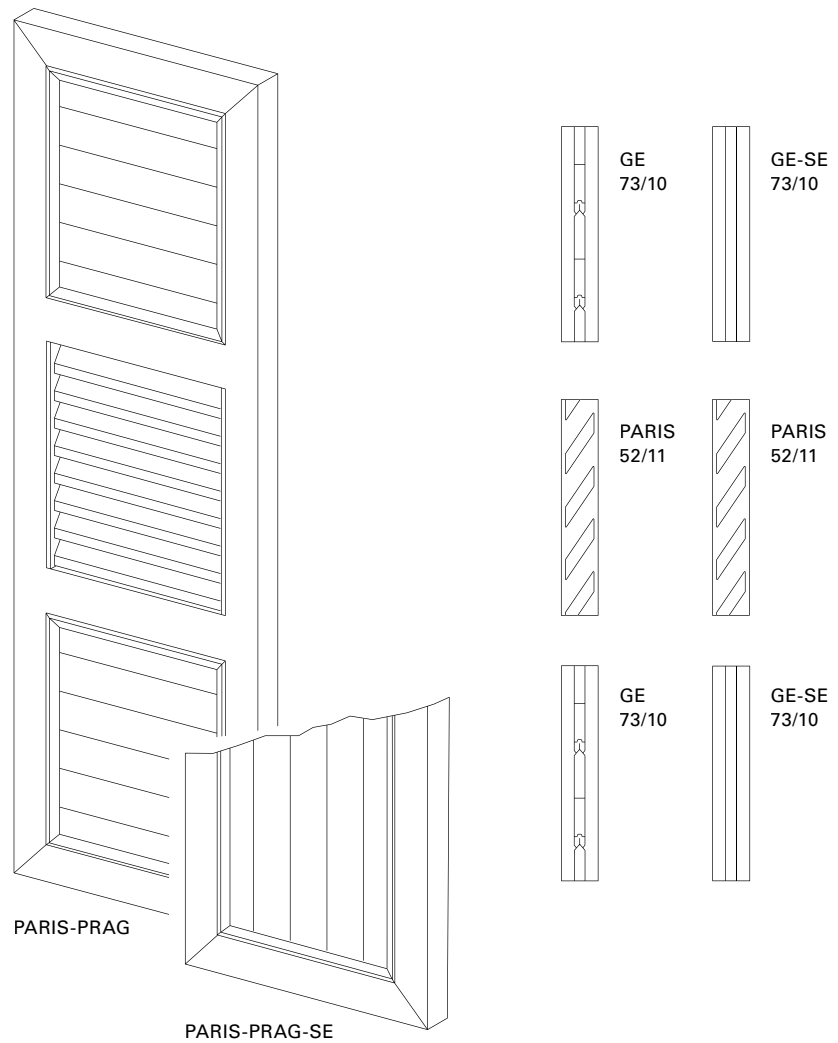 GE
73/10
GE-SE
73/10
PARIS
52/11
PARIS
52/11
GE
73/10
GE-SE
73/10
PARIS-PRAG
PARIS-PRAG-SE